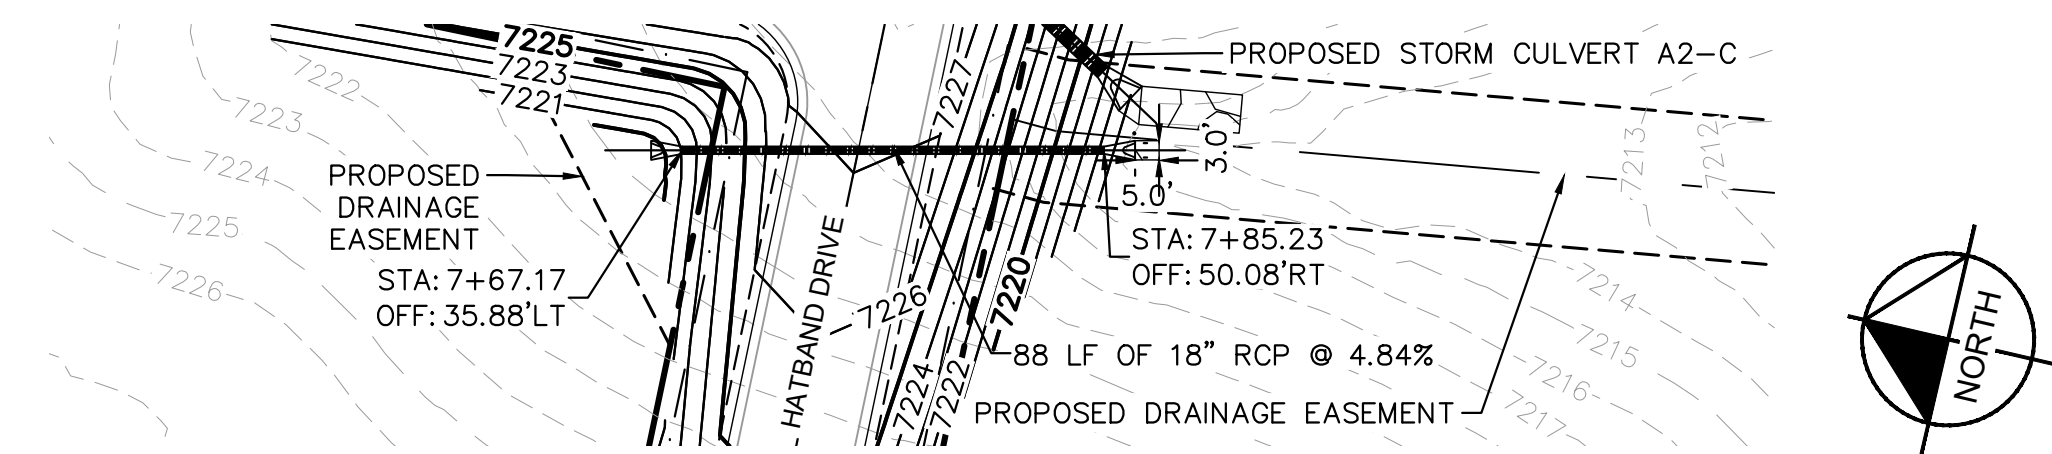 7225
7223
7221
7222
7223
7224
7225
7226
7227
PROPOSED STORM CULVERT A2-C
3.0'
5.0'
7213
7212
PROPOSED
DRAINAGE
EASEMENT
STA: 7+67.17
OFF: 35.88'LT
HATBAND DRIVE
7226
7220
7224
7222
STA: 7+85.23
OFF: 50.08'RT
88 LF OF 18" RCP @ 4.84%
PROPOSED DRAINAGE EASEMENT
7214
7215
7216
7217
NORTH